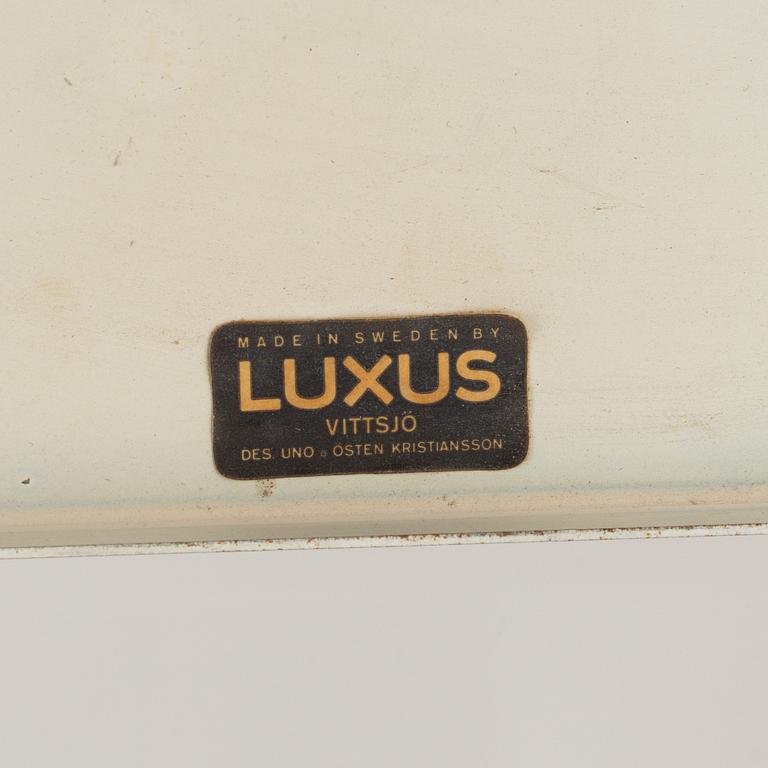 MADE IN SWEDEN BY
LUXUS
VITTSJÖ
DES. UNO o ÖSTEN KRISTIANSSON